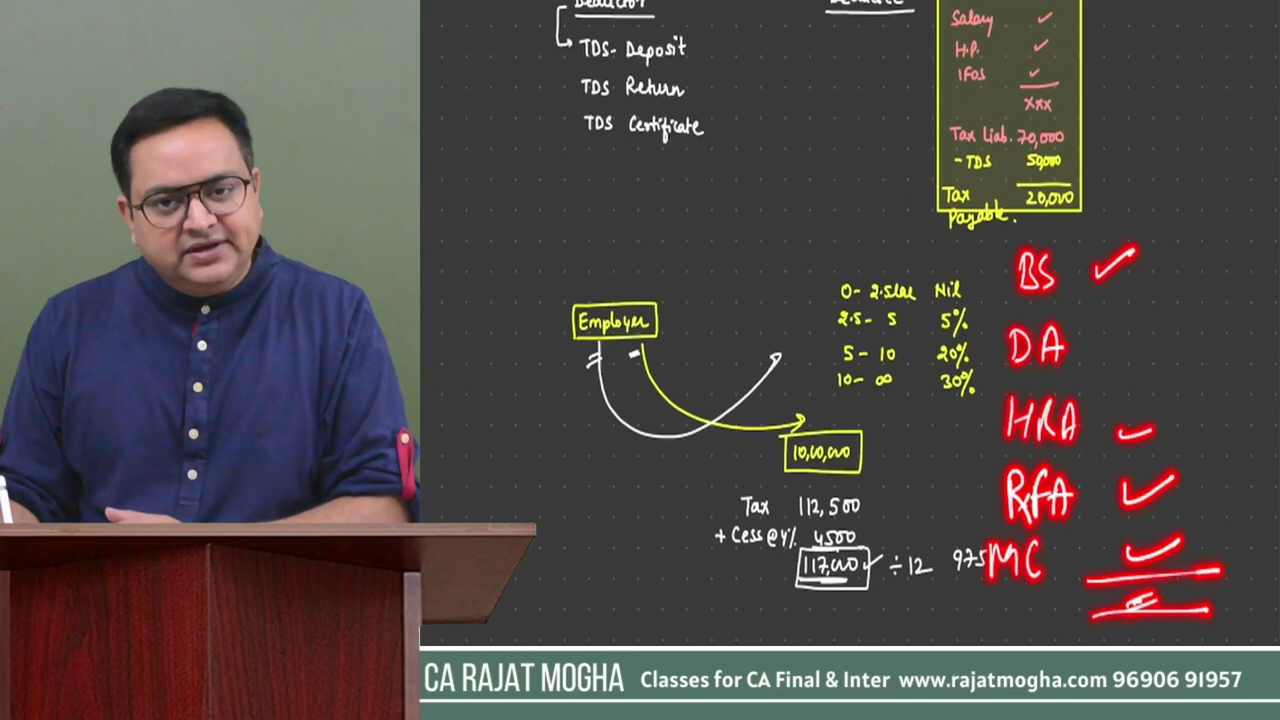 Deductor
TDS- Deposit
TDS Return
TDS Certificate
Salary ✓
H.P. ✓
IFOS ✓
xxx
Tax Liab. 70,000
- TDS 50,000
Tax Payable. 20,000
Employer
0- 2.5lac Nil
2.5- 5 5%
5 - 10 20%
10- ∞ 30%
10,00,000
Tax 112,500
+ Cess@4% 4500
117,000 ✓ ÷12 975
BS ✓
DA
HRA ✓
RFA ✓
MC ✓
CA RAJAT MOGHA Classes for CA Final & Inter www.rajatmogha.com 96906 91957